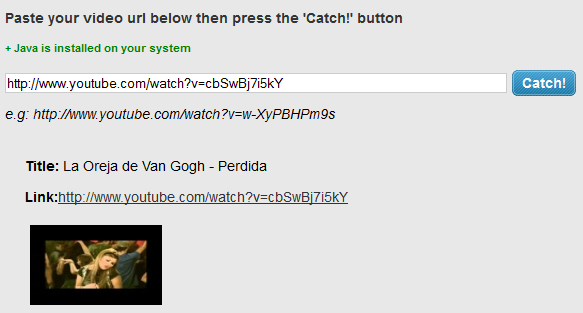 Paste your video url below then press the 'Catch!' button
+ Java is installed on your system
http://www.youtube.com/watch?v=cbSwBj7i5kY Catch!
e.g: http://www.youtube.com/watch?v=w-XyPBHPm9s
Title: La Oreja de Van Gogh - Perdida
Link:http://www.youtube.com/watch?v=cbSwBj7i5kY